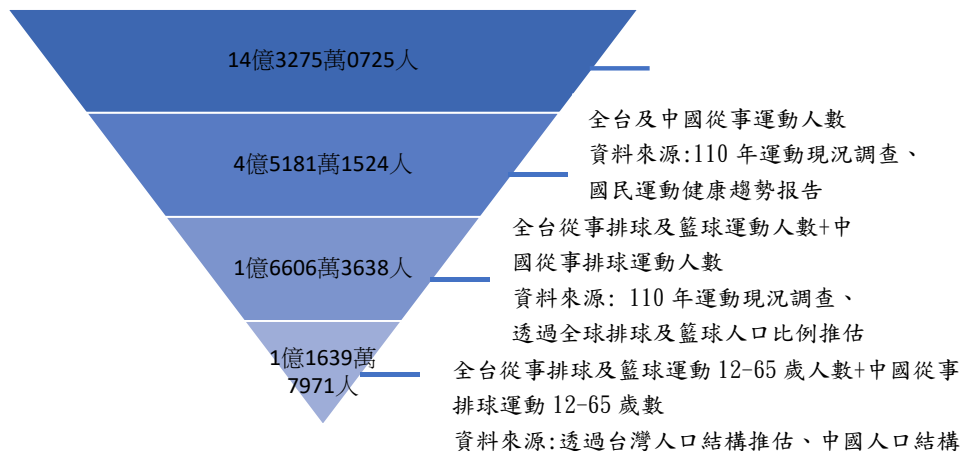 14億3275萬0725人
全台及中國從事運動人數
資料來源:110 年運動現況調查、
國民運動健康趨勢报告
4億5181萬1524人
全台從事排球及籃球運動人數+中
國從事排球運動人數
資料來源: 110 年運動現況調查、
透過全球排球及籃球人口比例推估
1億6606萬3638人
全台從事排球及籃球運動 12-65 歲人數+中國從事
排球運動 12-65 歲數
資料來源:透過台灣人口結構推估、中國人口結構
1億1639萬
7971人